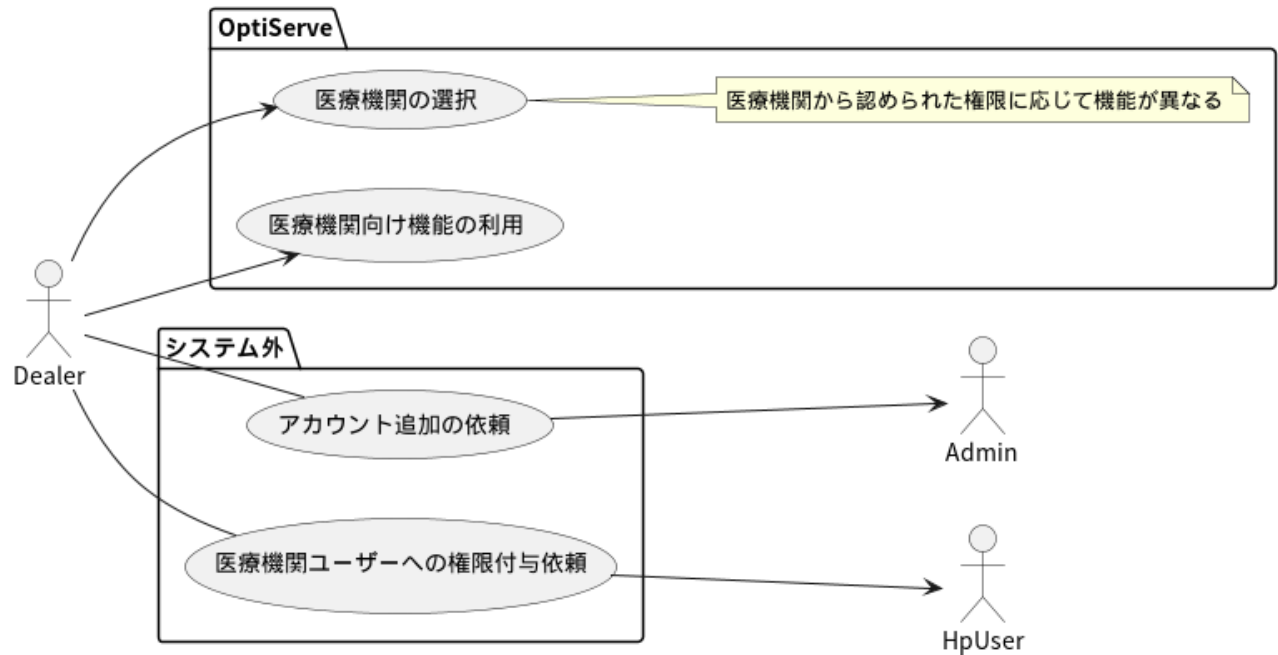 OptiServe
医療機関の選択
医療機関から認められた権限に応じて機能が異なる
医療機関向け機能の利用
Dealer
システム外
アカウント追加の依頼
Admin
医療機関ユーザーへの権限付与依頼
HpUser